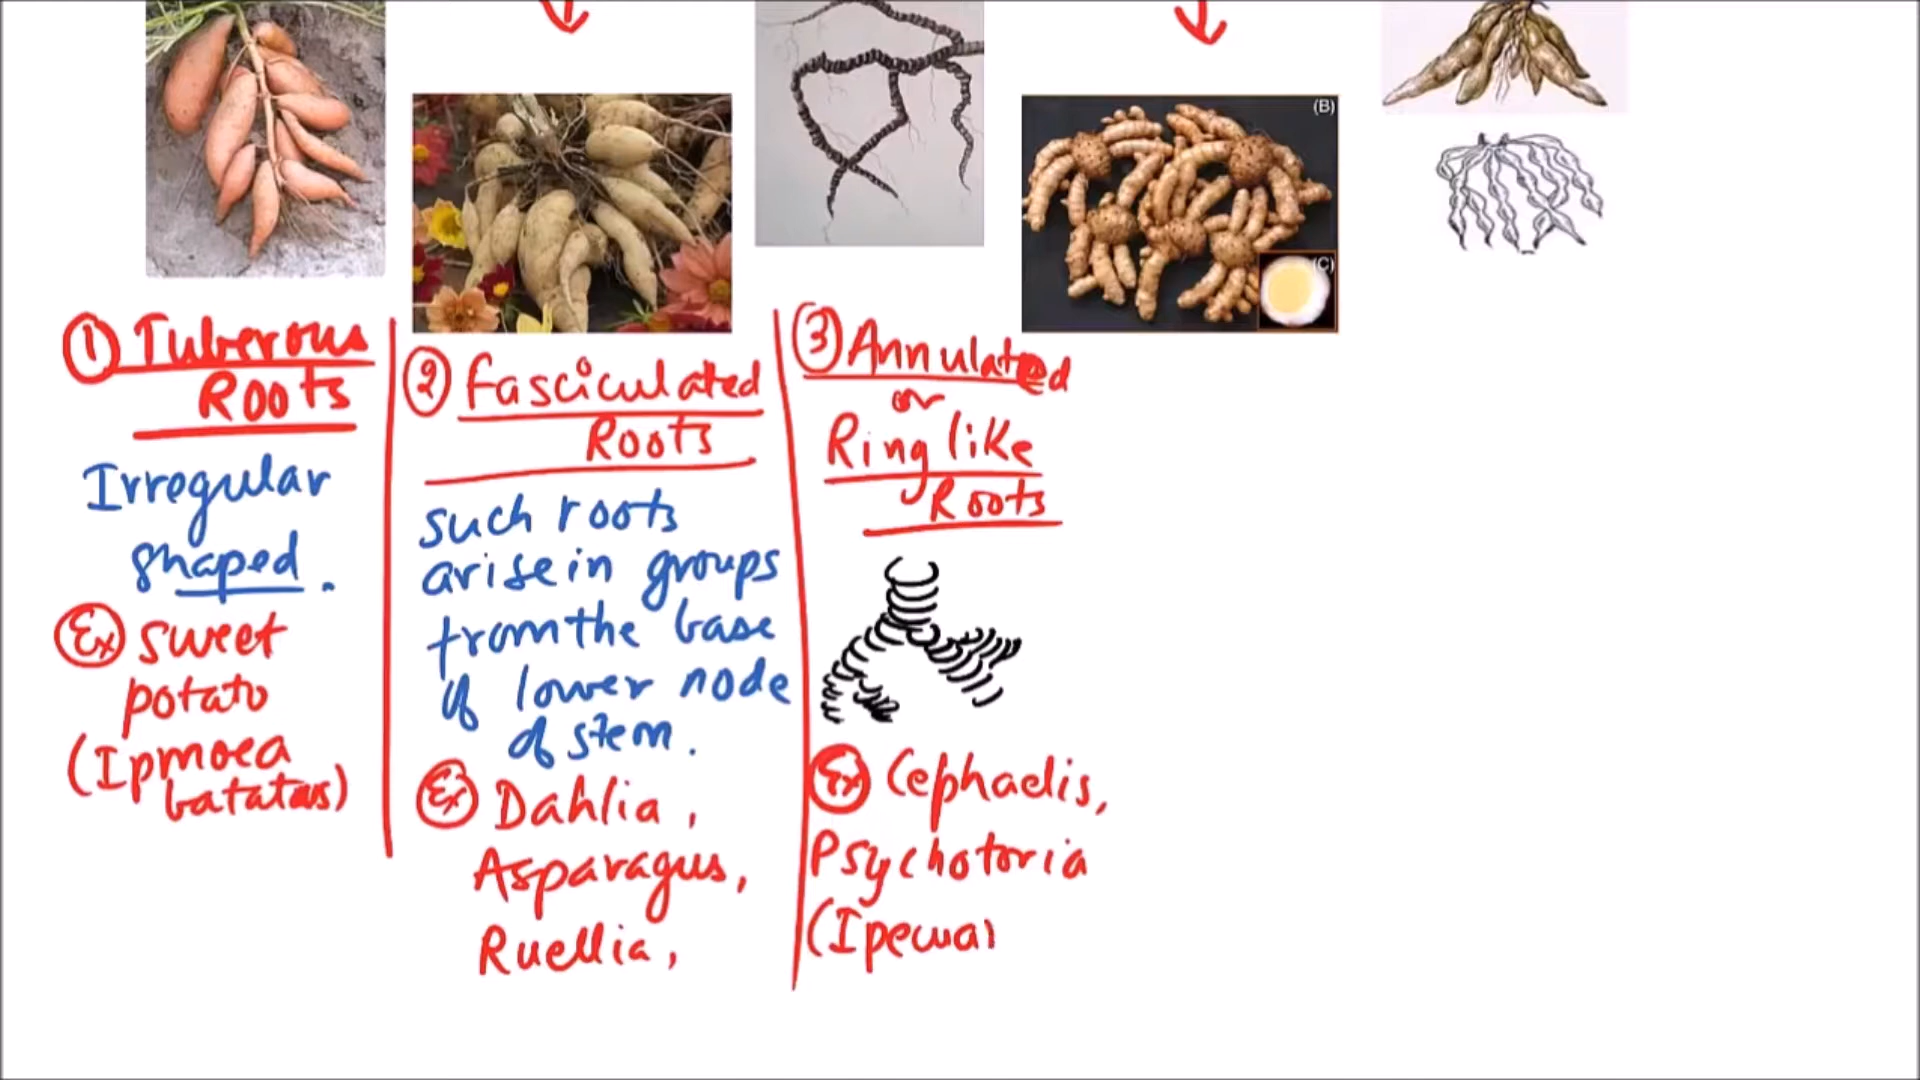 (B)
(C)
① Tuberous
Roots
Irregular
shaped.
Ex sweet
potato
(Ipmoea
batatas)
② fasciculated
Roots
such roots
arise in groups
from the base
of lower node
of stem.
Ex Dahlia,
Asparagus,
Ruellia,
③ Annulated
or
Ring like
Roots
Ex Cephaelis,
Psychotoria
(Ipecua